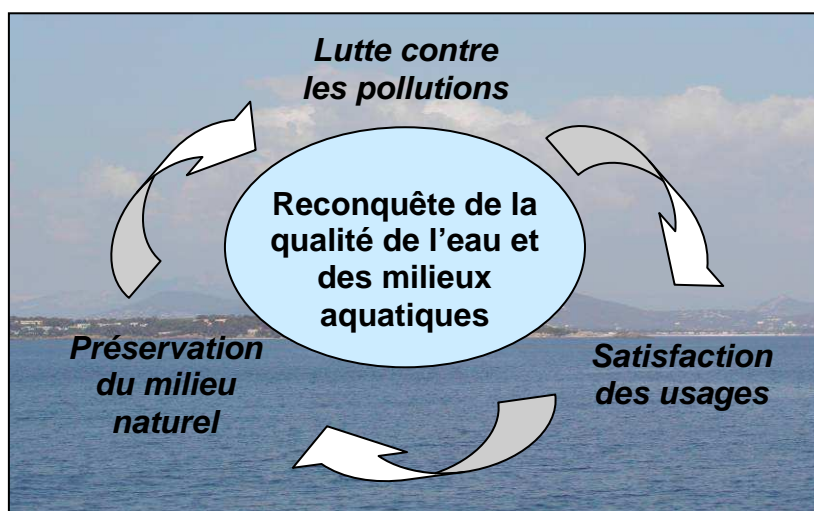 Lutte contre
les pollutions
Reconquête de la
qualité de l’eau et
des milieux
aquatiques
Préservation
du milieu
naturel
Satisfaction
des usages